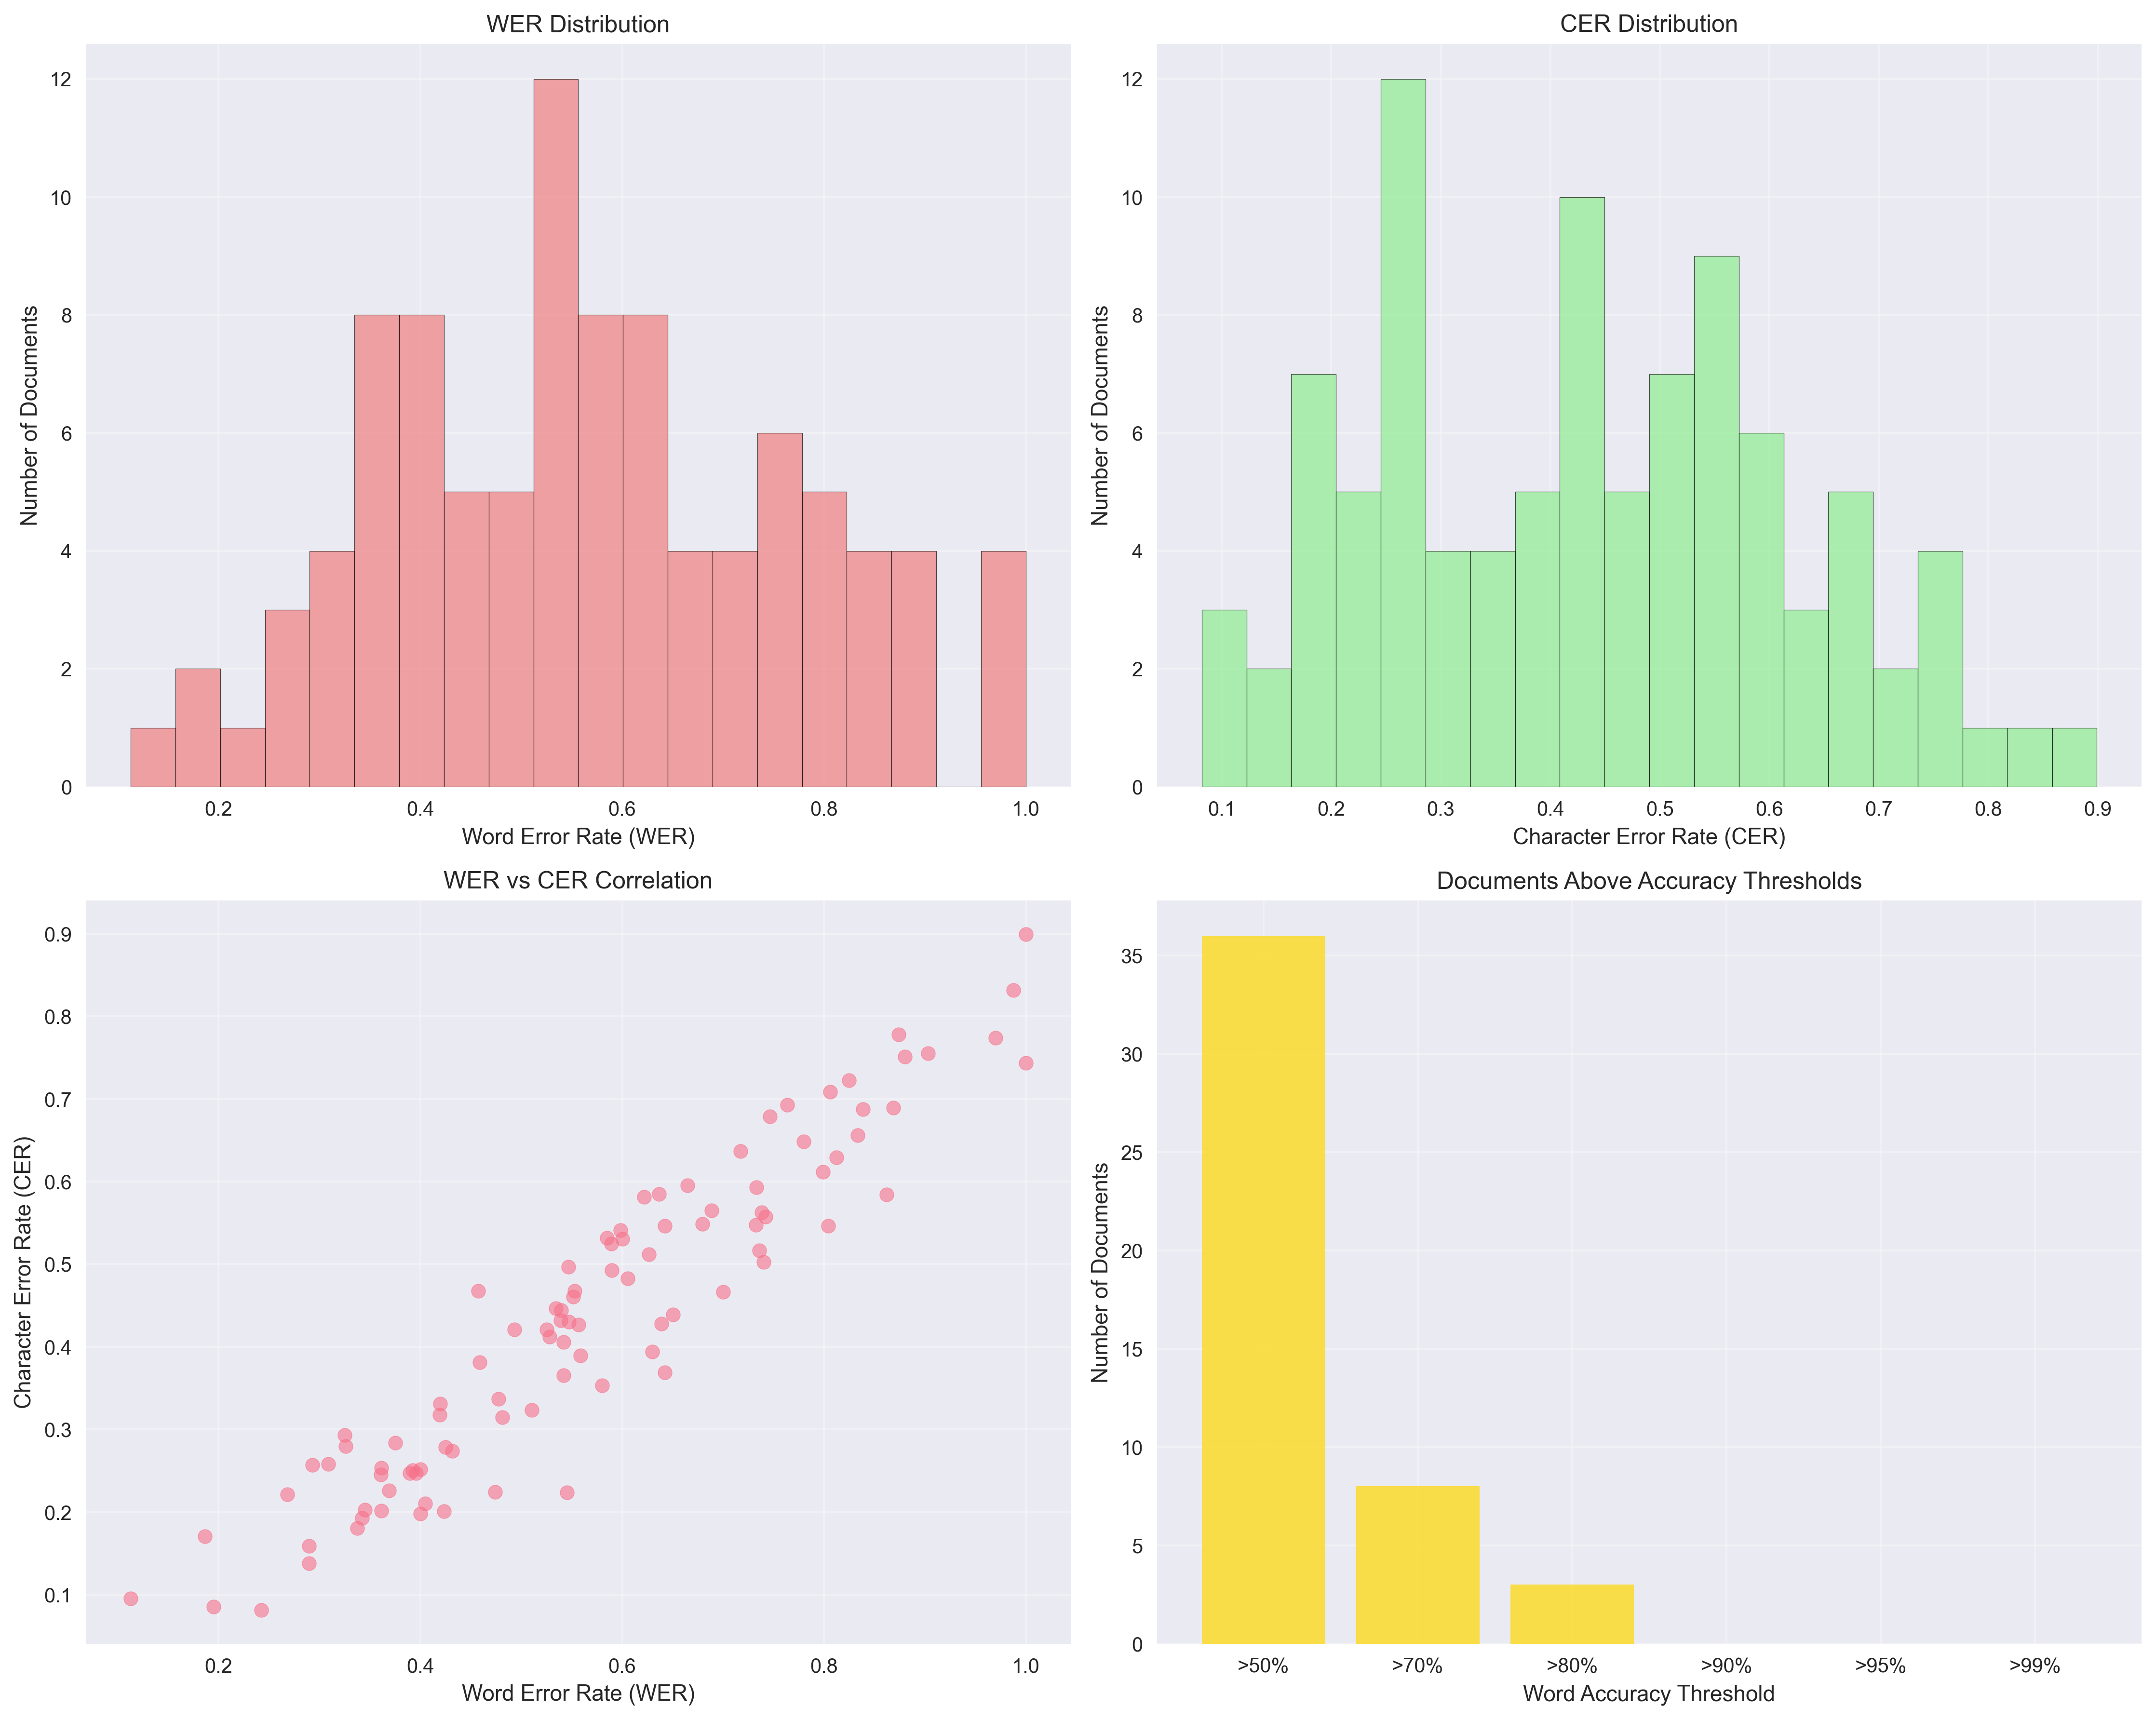 WER Distribution
Number of Documents
12
10
8
6
4
2
0
0.2 0.4 0.6 0.8 1.0
Word Error Rate (WER)
CER Distribution
Number of Documents
12
10
8
6
4
2
0
0.1 0.2 0.3 0.4 0.5 0.6 0.7 0.8 0.9
Character Error Rate (CER)
WER vs CER Correlation
Character Error Rate (CER)
0.9
0.8
0.7
0.6
0.5
0.4
0.3
0.2
0.1
0.2 0.4 0.6 0.8 1.0
Word Error Rate (WER)
Documents Above Accuracy Thresholds
Number of Documents
35
30
25
20
15
10
5
0
>50% >70% >80% >90% >95% >99%
Word Accuracy Threshold